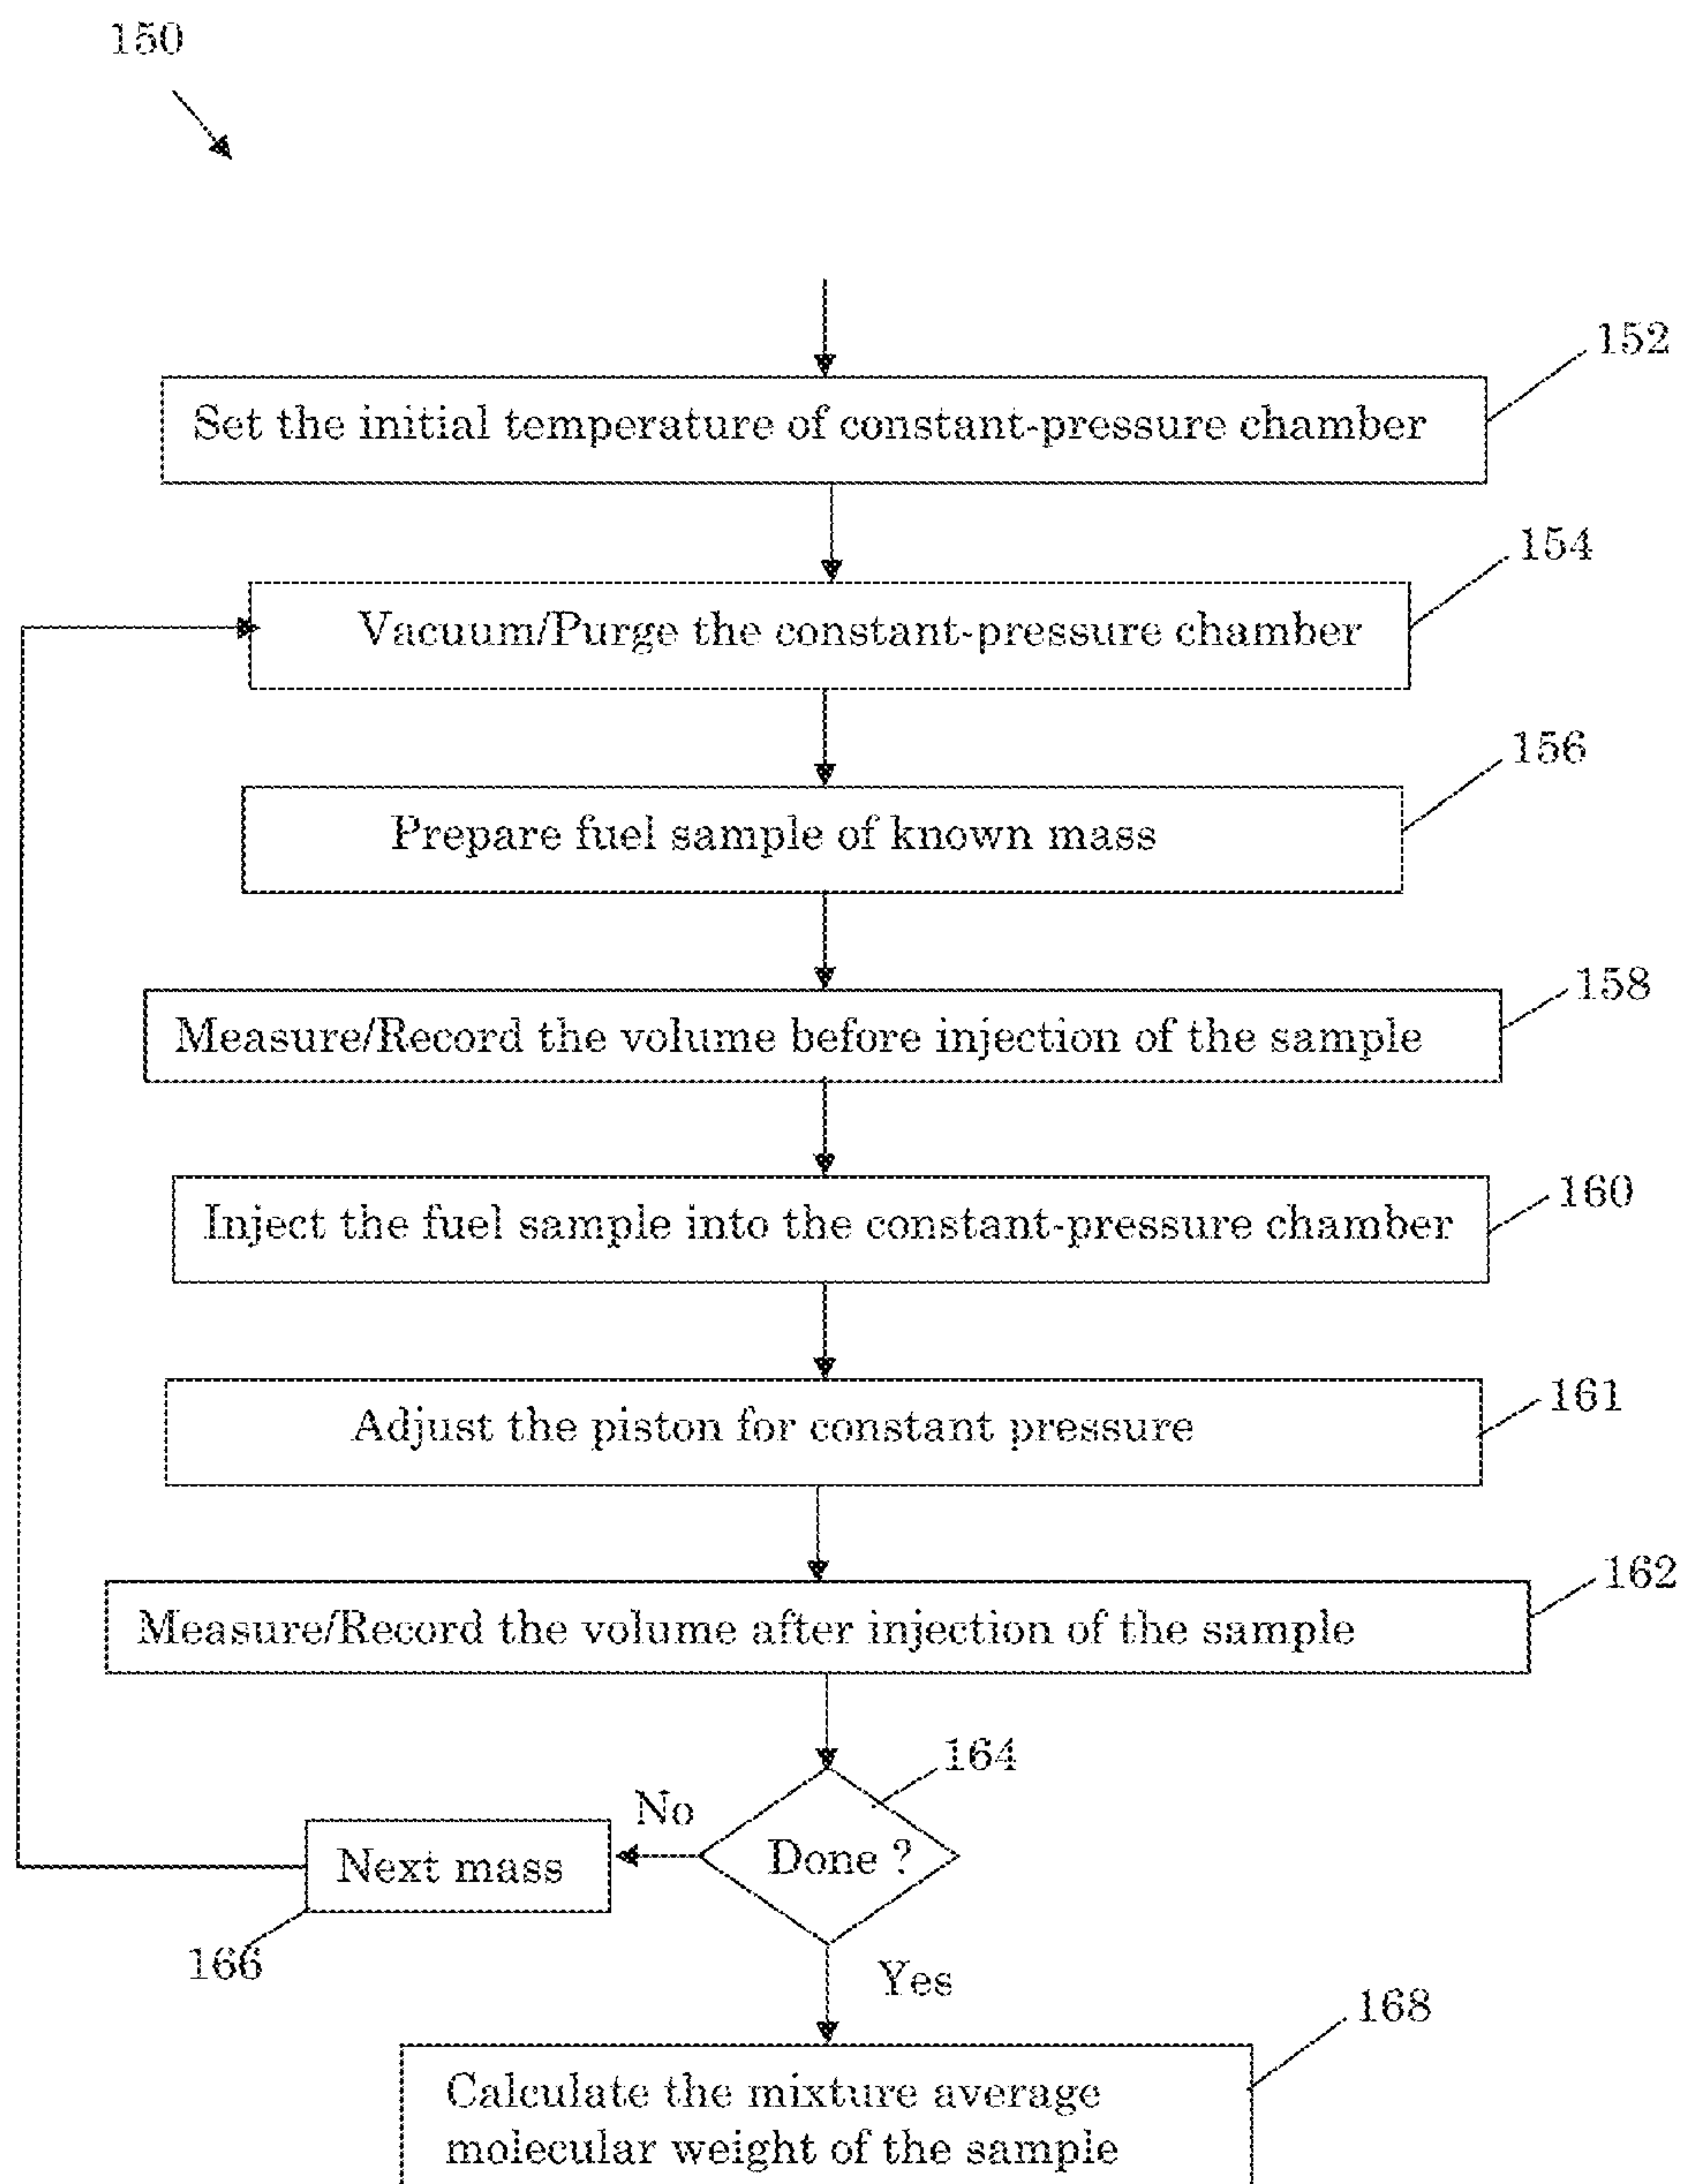 150
152
Set the initial temperature of constant-pressure chamber
154
Vacuum/Purge the constant-pressure chamber
156
Prepare fuel sample of known mass
158
Measure/Record the volume before injection of the sample
160
Inject the fuel sample into the constant-pressure chamber
161
Adjust the piston for constant pressure
162
Measure/Record the volume after injection of the sample
164
No
Done ?
Next mass
166
Yes
168
Calculate the mixture average
molecular weight of the sample